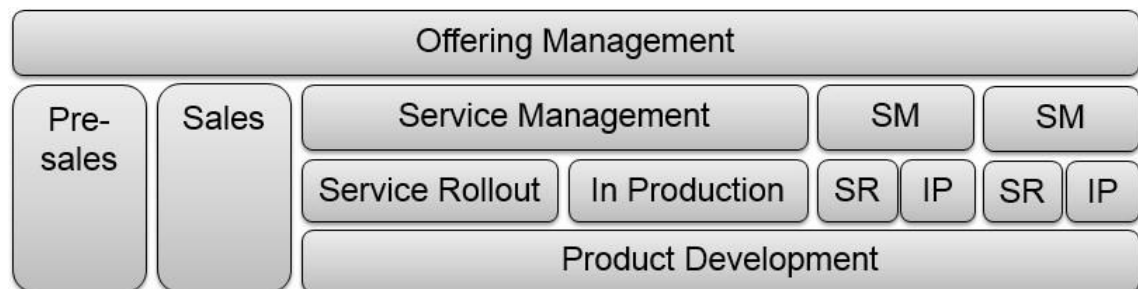 Offering Management
Pre-
sales
Sales
Service Management
SM
SM
Service Rollout
In Production
SR
IP
SR
IP
Product Development